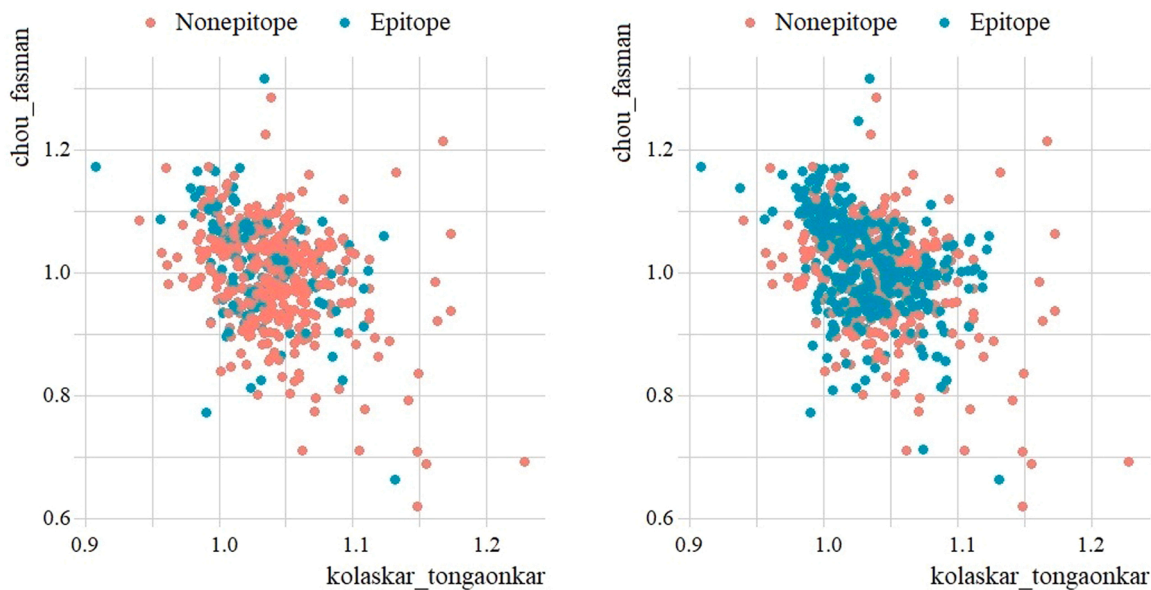 Nonepitope Epitope
chou_fasman
1.2
1.0
0.8
0.6
0.9 1.0 1.1 1.2
kolaskar_tongaonkar
Nonepitope Epitope
chou_fasman
1.2
1.0
0.8
0.6
0.9 1.0 1.1 1.2
kolaskar_tongaonkar